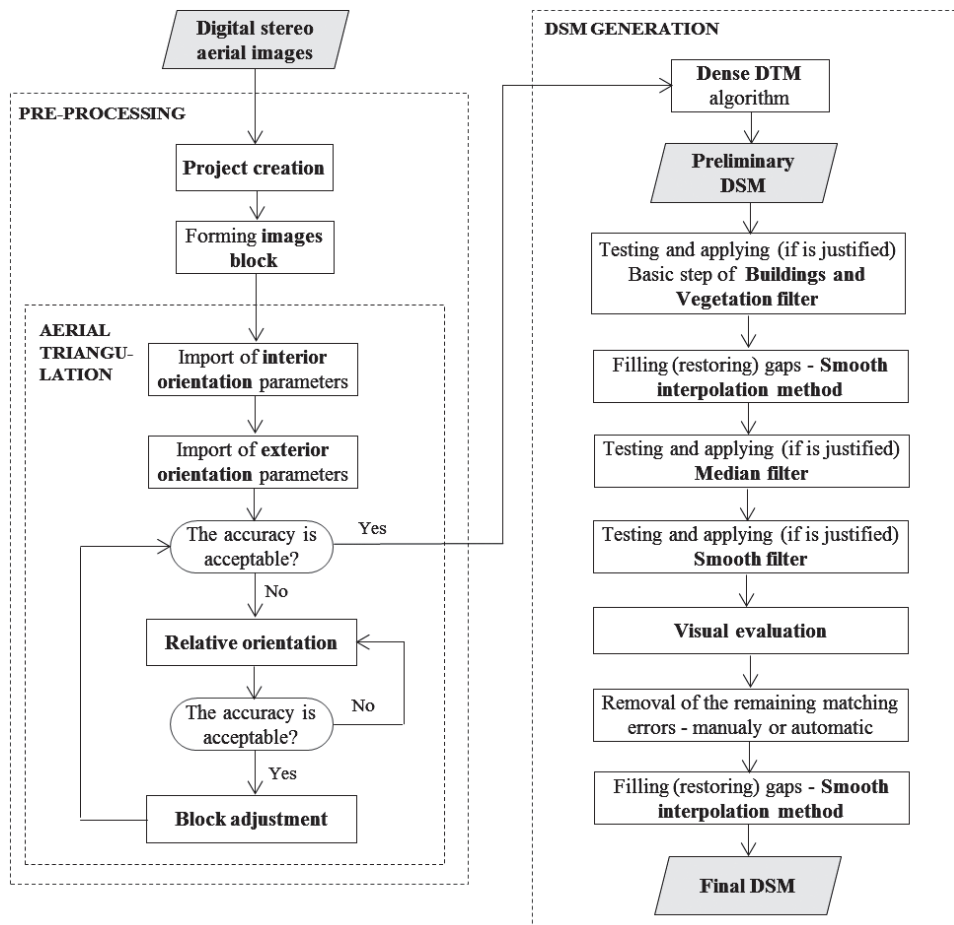 Digital stereo
aerial images
PRE-PROCESSING
Project creation
Forming images
block
AERIAL
TRIANGU-
LATION
Import of interior
orientation parameters
Import of exterior
orientation parameters
The accuracy is
acceptable?
Yes
No
Relative orientation
The accuracy is
acceptable?
No
Yes
Block adjustment
DSM GENERATION
Dense DTM
algorithm
Preliminary
DSM
Testing and applying (if is justified)
Basic step of Buildings and
Vegetation filter
Filling (restoring) gaps - Smooth
interpolation method
Testing and applying (if is justified)
Median filter
Testing and applying (if is justified)
Smooth filter
Visual evaluation
Removal of the remaining matching
errors - manualy or automatic
Filling (restoring) gaps - Smooth
interpolation method
Final DSM